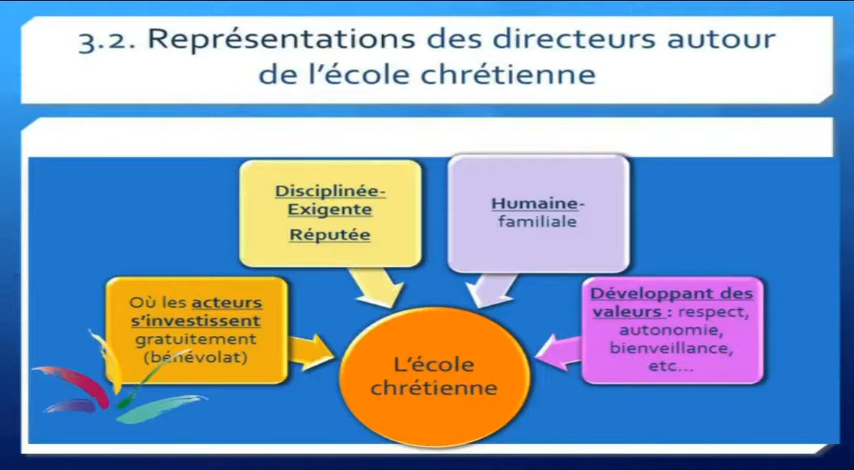 3.2. Représentations des directeurs autour
de l'école chrétienne
Disciplinée-
Exigente
Réputée
Humaine-
familiale
Où les acteurs
s'investissent
gratuitement
(bénévolat)
Développant des
valeurs : respect,
autonomie,
bienveillance,
etc...
L'école
chrétienne